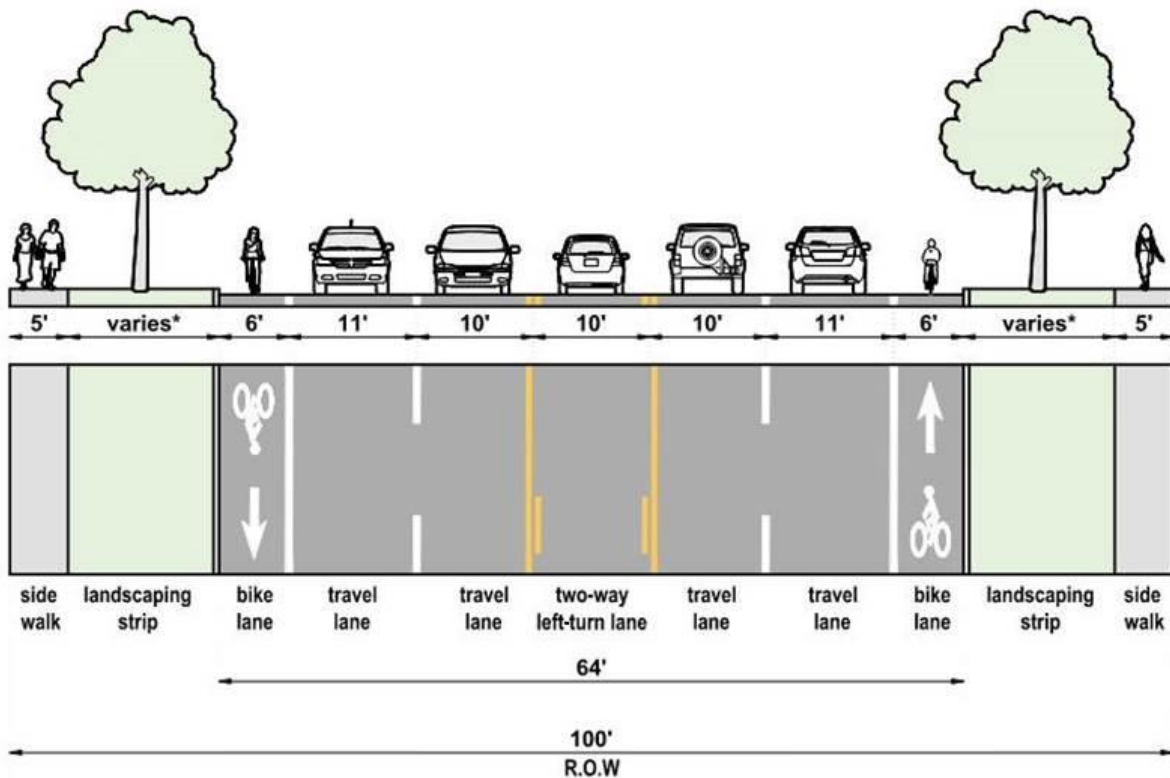 5' varies* 6' 11' 10' 10' 10' 11' 6' varies* 5'
side walk
landscaping strip
bike lane
travel lane
travel lane
two-way left-turn lane
travel lane
travel lane
bike lane
landscaping strip
side walk
64'
100'
R.O.W